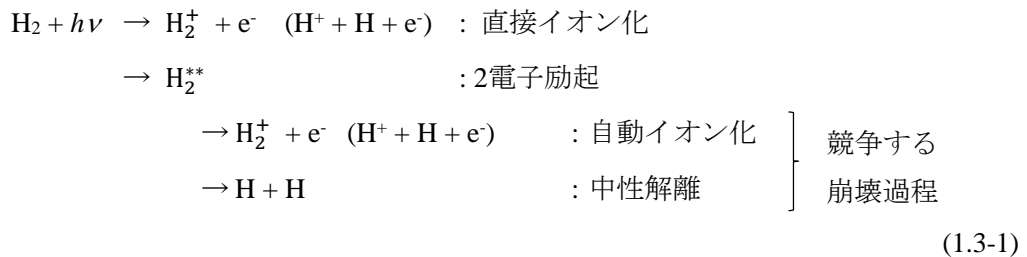 H₂ + hν → H₂⁺ + e⁻ (H⁺ + H + e⁻) : 直接イオン化
→ H₂** : 2電子励起
→ H₂⁺ + e⁻ (H⁺ + H + e⁻) : 自動イオン化 競争する
→ H + H : 中性解離 崩壊過程
(1.3-1)